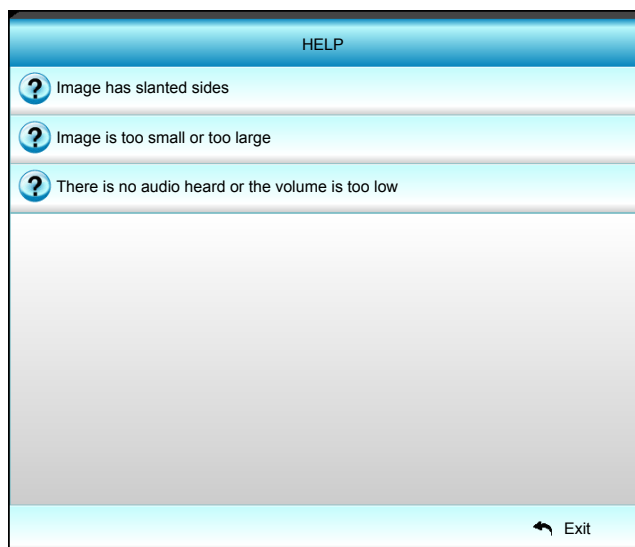 HELP
Image has slanted sides
Image is too small or too large
There is no audio heard or the volume is too low
Exit